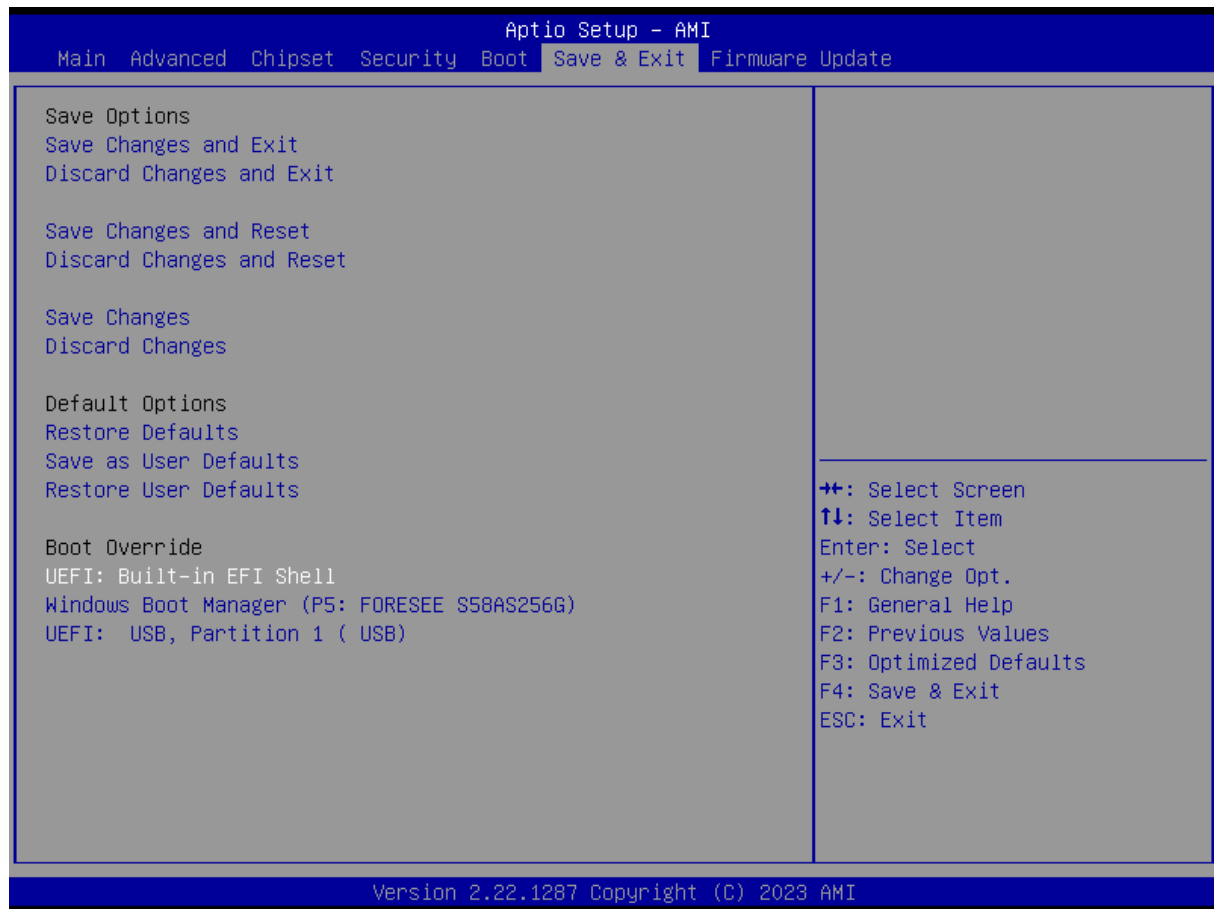 Aptio Setup – AMI
Main Advanced Chipset Security Boot Save & Exit Firmware Update
Save Options
Save Changes and Exit
Discard Changes and Exit
Save Changes and Reset
Discard Changes and Reset
Save Changes
Discard Changes
Default Options
Restore Defaults
Save as User Defaults
Restore User Defaults
Boot Override
UEFI: Built-in EFI Shell
Windows Boot Manager (P5: FORESEE S58AS256G)
UEFI:  USB, Partition 1 ( USB)
→←: Select Screen
↑↓: Select Item
Enter: Select
+/-: Change Opt.
F1: General Help
F2: Previous Values
F3: Optimized Defaults
F4: Save & Exit
ESC: Exit
Version 2.22.1287 Copyright (C) 2023 AMI